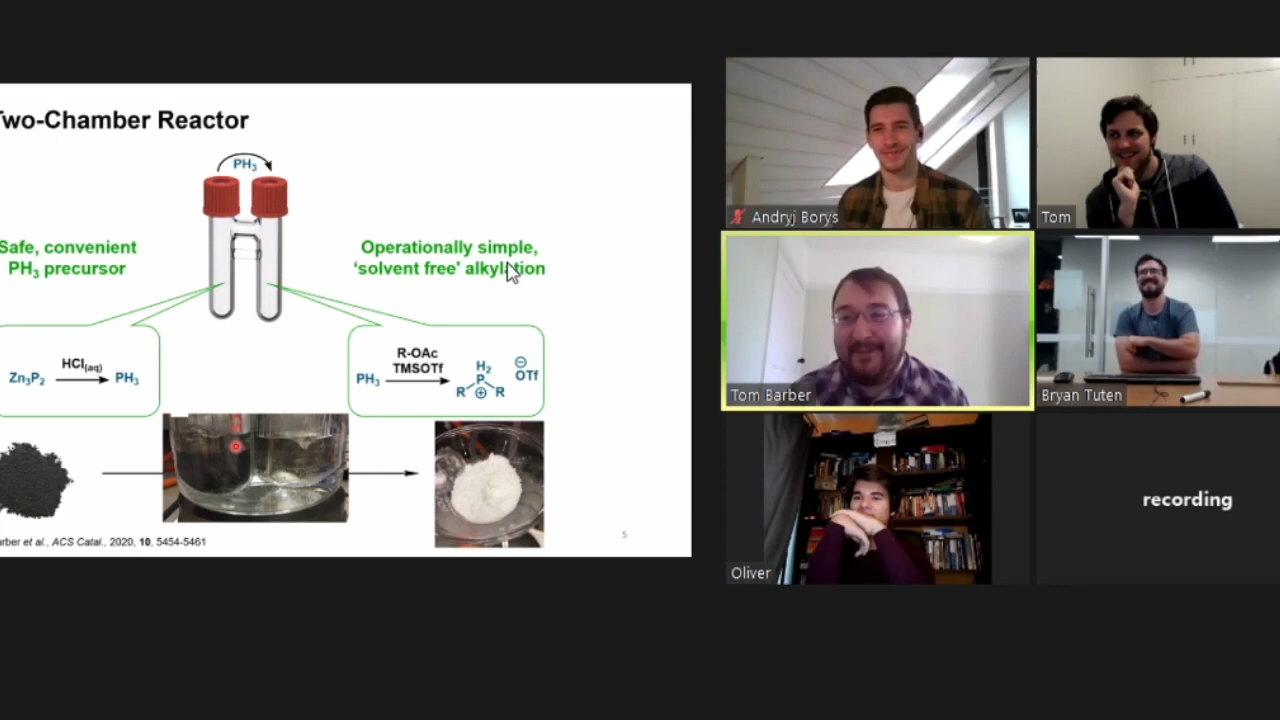 Two-Chamber Reactor
PH₃
Safe, convenient
PH₃ precursor
Operationally simple,
‘solvent free’ alkylation
Zn₃P₂
HCl(aq)
PH₃
PH₃
R-OAc
TMSOTf
H₂
P
R ⊕ R
⊖
OTf
et al., ACS Catal., 2020, 10, 5454-5461
5
Andryj Borys
Tom
Tom Barber
Bryan Tuten
Oliver
recording